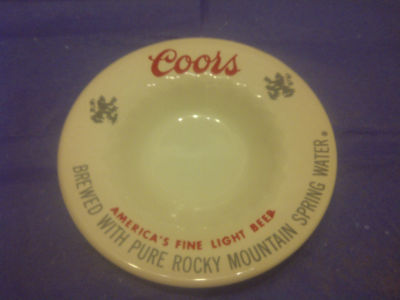 Coors
AMERICA'S FINE LIGHT BEER
BREWED WITH PURE ROCKY MOUNTAIN SPRING WATER®